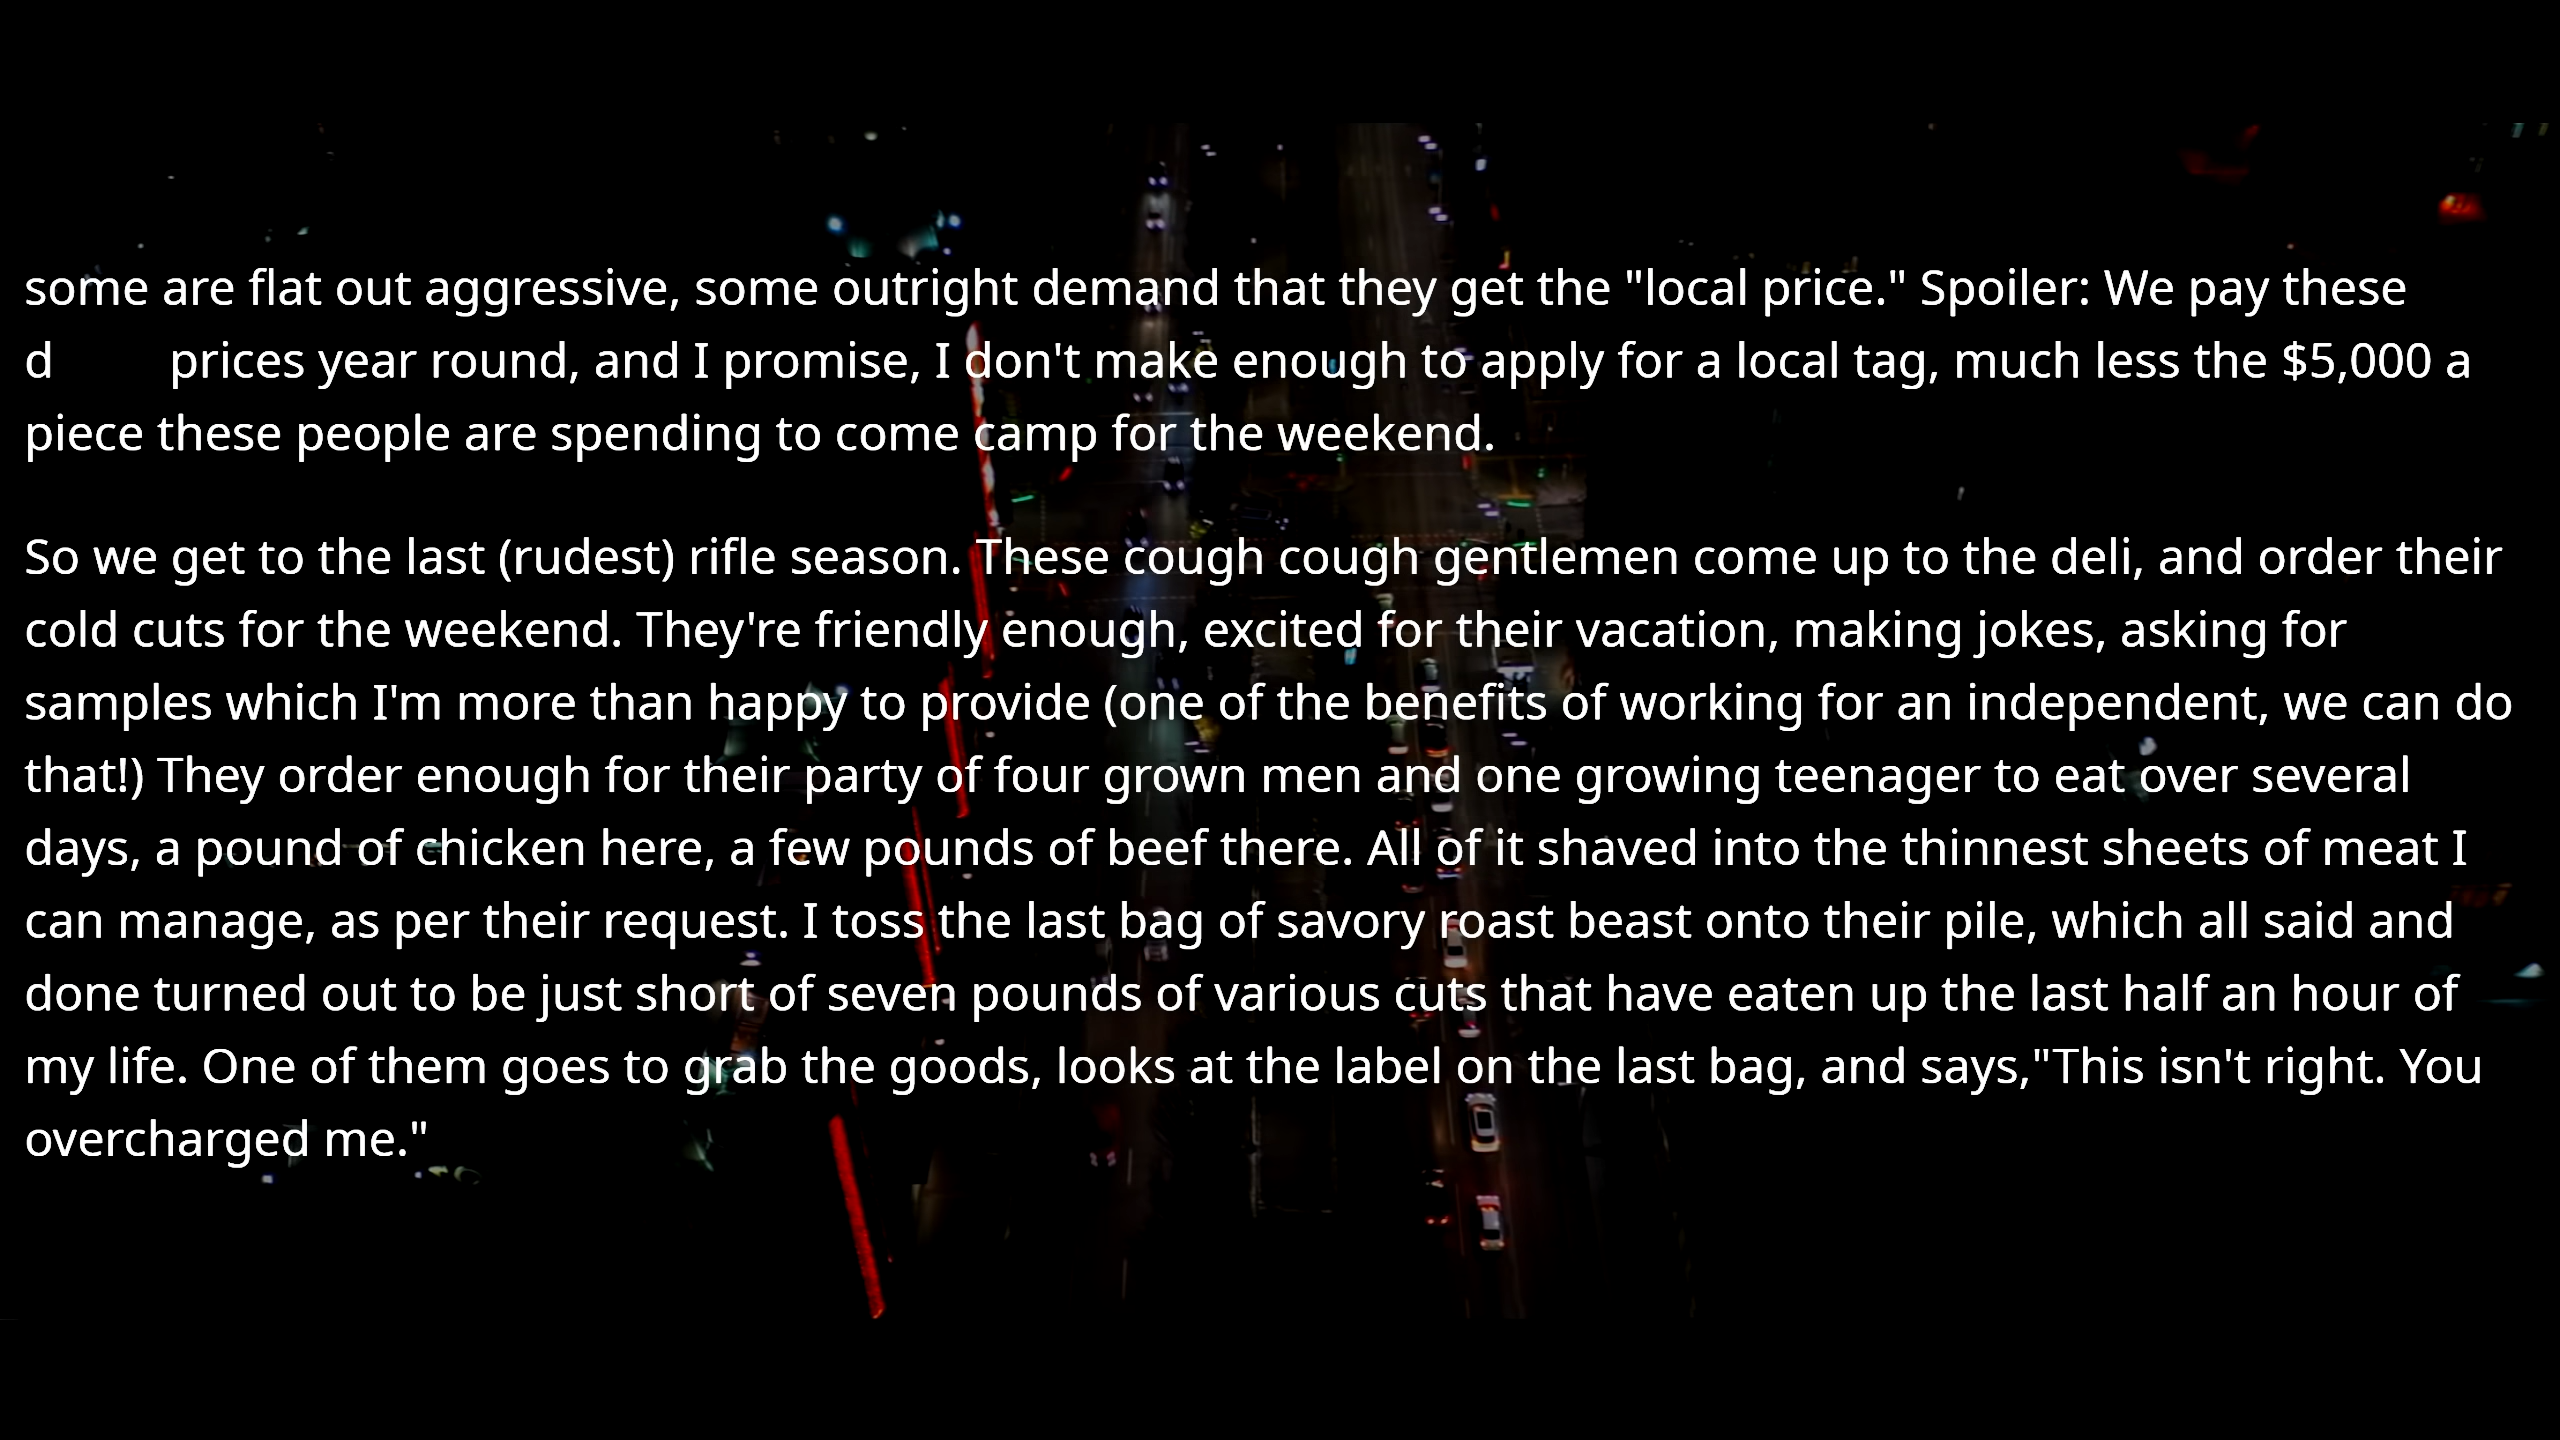 some are flat out aggressive, some outright demand that they get the "local price." Spoiler: We pay these
d prices year round, and I promise, I don't make enough to apply for a local tag, much less the $5,000 a
piece these people are spending to come camp for the weekend.
So we get to the last (rudest) rifle season. These cough cough gentlemen come up to the deli, and order their
cold cuts for the weekend. They're friendly enough, excited for their vacation, making jokes, asking for
samples which I'm more than happy to provide (one of the benefits of working for an independent, we can do
that!) They order enough for their party of four grown men and one growing teenager to eat over several
days, a pound of chicken here, a few pounds of beef there. All of it shaved into the thinnest sheets of meat I
can manage, as per their request. I toss the last bag of savory roast beast onto their pile, which all said and
done turned out to be just short of seven pounds of various cuts that have eaten up the last half an hour of
my life. One of them goes to grab the goods, looks at the label on the last bag, and says,"This isn't right. You
overcharged me."